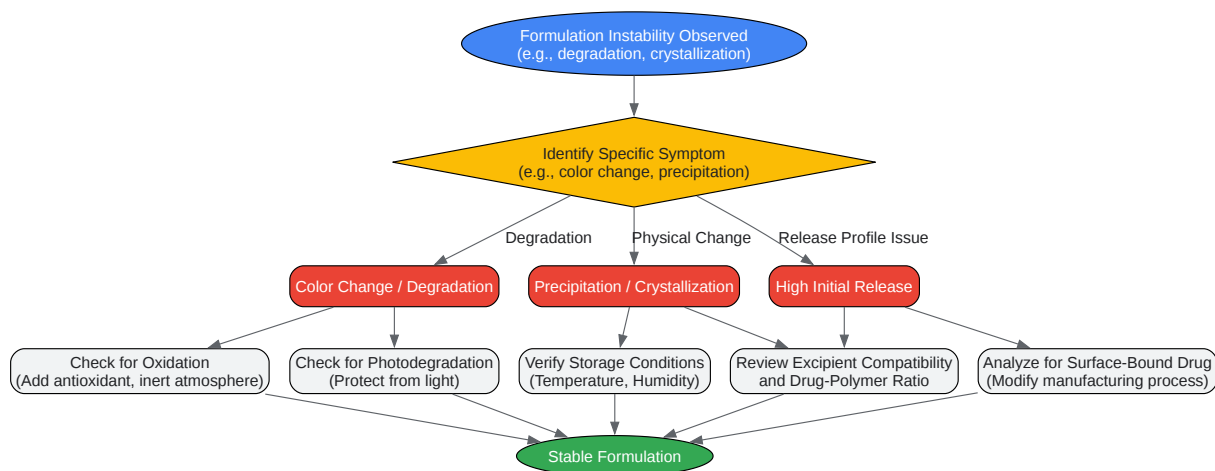 Formulation Instability Observed
(e.g., degradation, crystallization)
Identify Specific Symptom
(e.g., color change, precipitation)
Degradation
Physical Change
Release Profile Issue
Color Change / Degradation
Precipitation / Crystallization
High Initial Release
Check for Oxidation
(Add antioxidant, inert atmosphere)
Check for Photodegradation
(Protect from light)
Verify Storage Conditions
(Temperature, Humidity)
Review Excipient Compatibility
and Drug-Polymer Ratio
Analyze for Surface-Bound Drug
(Modify manufacturing process)
Stable Formulation